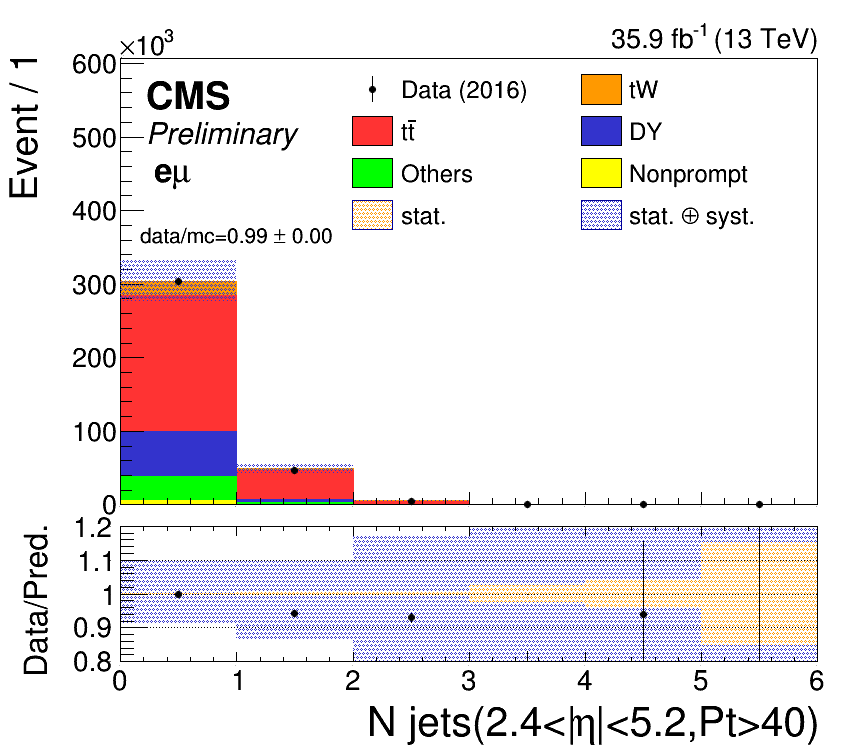 ×10³
35.9 fb⁻¹ (13 TeV)
Event / 1
600
500
400
300
200
100
0
CMS
Preliminary
eμ
data/mc=0.99 ± 0.00
Data (2016)
tW
tt̄
DY
Others
Nonprompt
stat.
stat. ⊕ syst.
Data/Pred.
1.2
1.1
1
0.9
0.8
0 1 2 3 4 5 6
N jets(2.4<|η|<5.2,Pt>40)